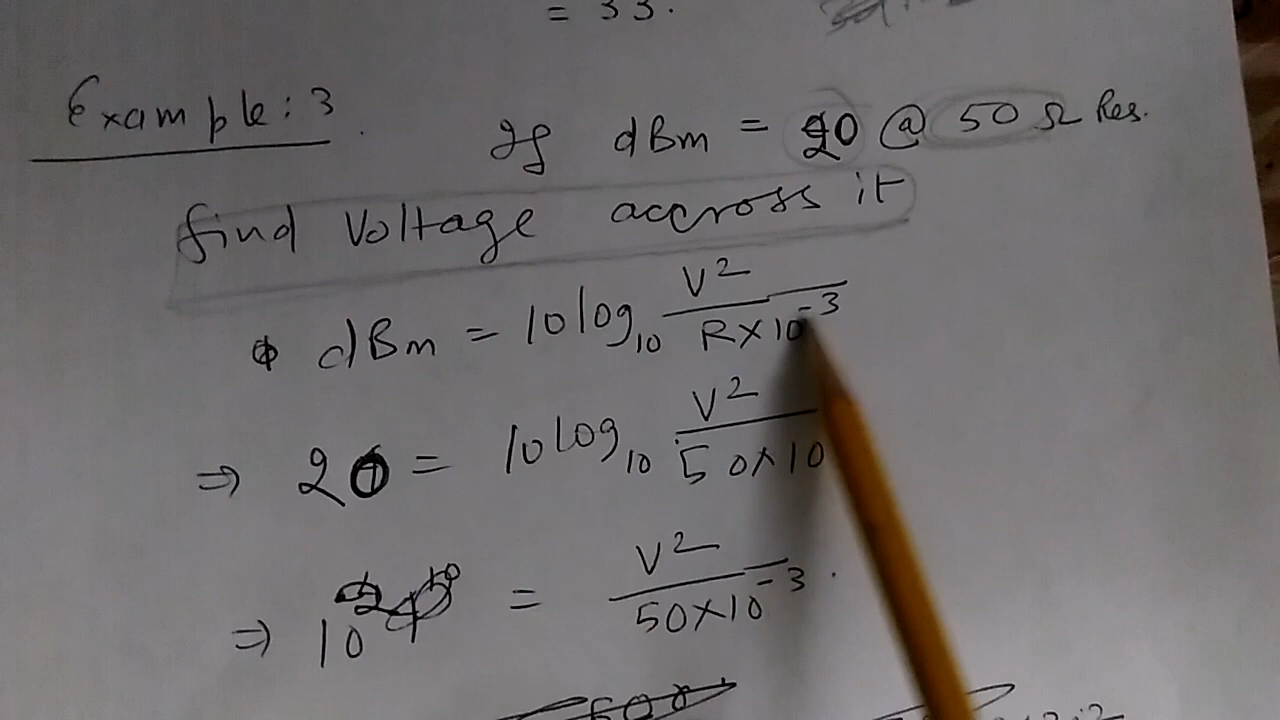 = 33.
Example: 3. If dBm = 20 @ 50 Ω Res.
find Voltage accross it
dBm = 10 log₁₀ V² / R×10⁻³
⇒ 20 = 10 log₁₀ V² / 50×10
⇒ 10 = V² / 50×10⁻³.